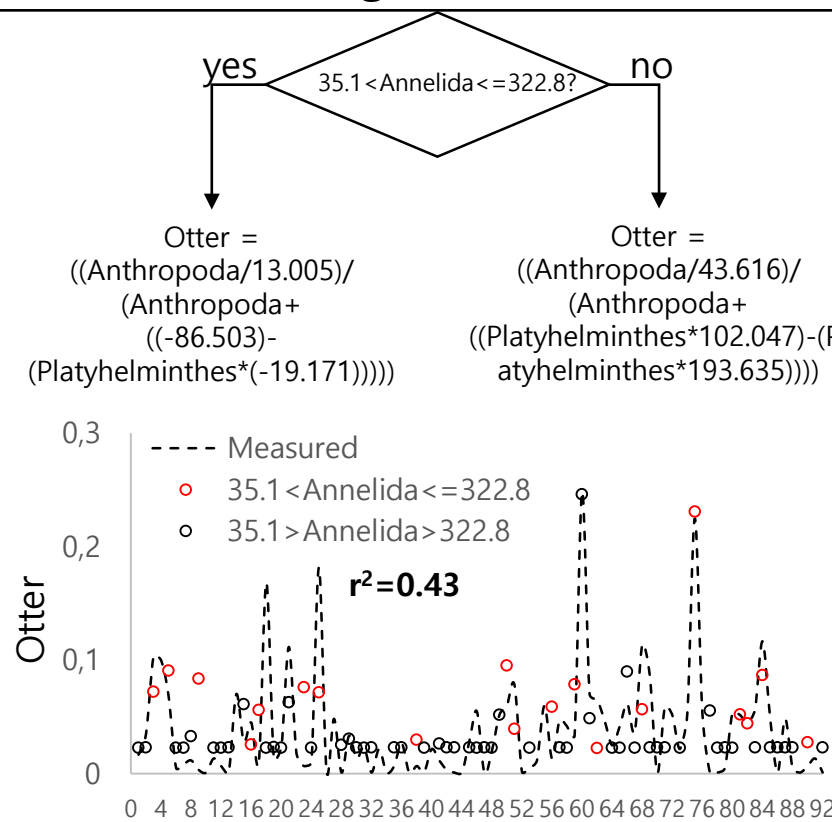 yes
35.1<Annelida<=322.8?
no
Otter =
((Anthropoda/13.005)/
(Anthropoda+
((-86.503)-
(Platyhelminthes*(-19.171)))))
Otter =
((Anthropoda/43.616)/
(Anthropoda+
((Platyhelminthes*102.047)-(P
atyhelminthes*193.635))))
0,3
0,2
0,1
0
Otter
Measured
35.1<Annelida<=322.8
35.1>Annelida>322.8
r²=0.43
0 4 8 12 16 20 24 28 32 36 40 44 48 52 56 60 64 68 72 76 80 84 88 92